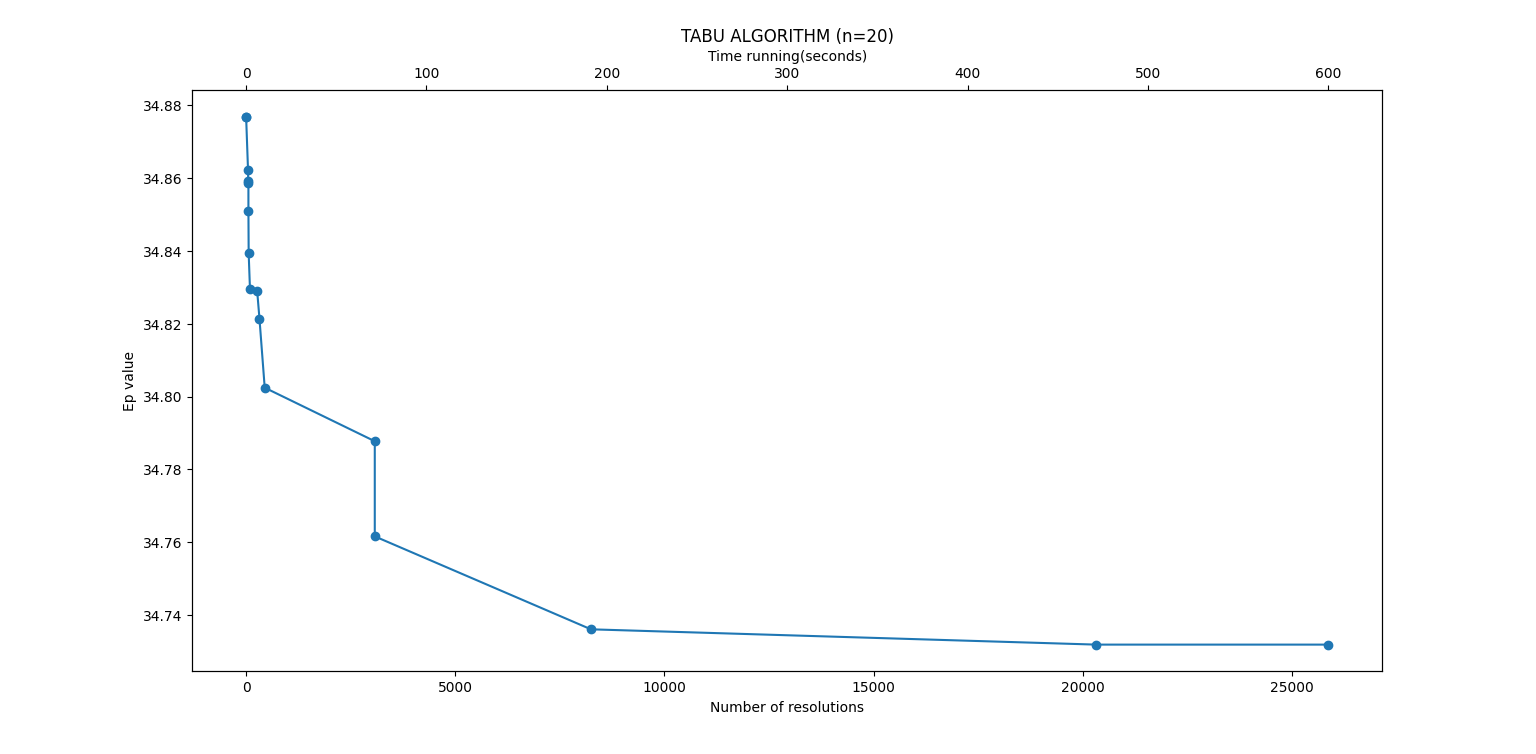 TABU ALGORITHM (n=20)
Time running(seconds)
0 100 200 300 400 500 600
34.88
34.86
34.84
34.82
34.80
34.78
34.76
34.74
Ep value
0 5000 10000 15000 20000 25000
Number of resolutions